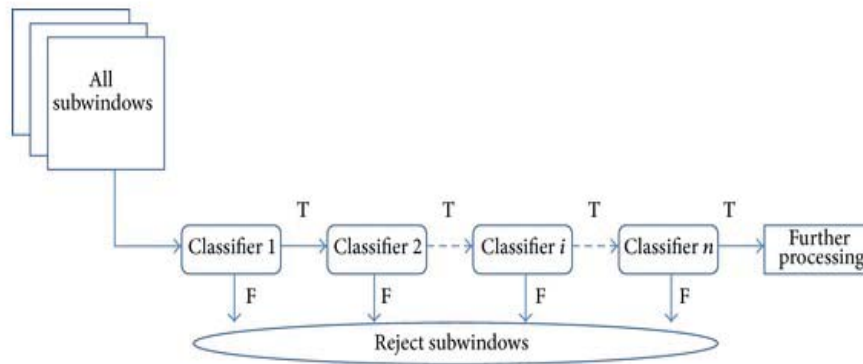 All
subwindows
T
T
T
T
Classifier 1
Classifier 2
Classifier i
Classifier n
Further
processing
F
F
F
F
Reject subwindows